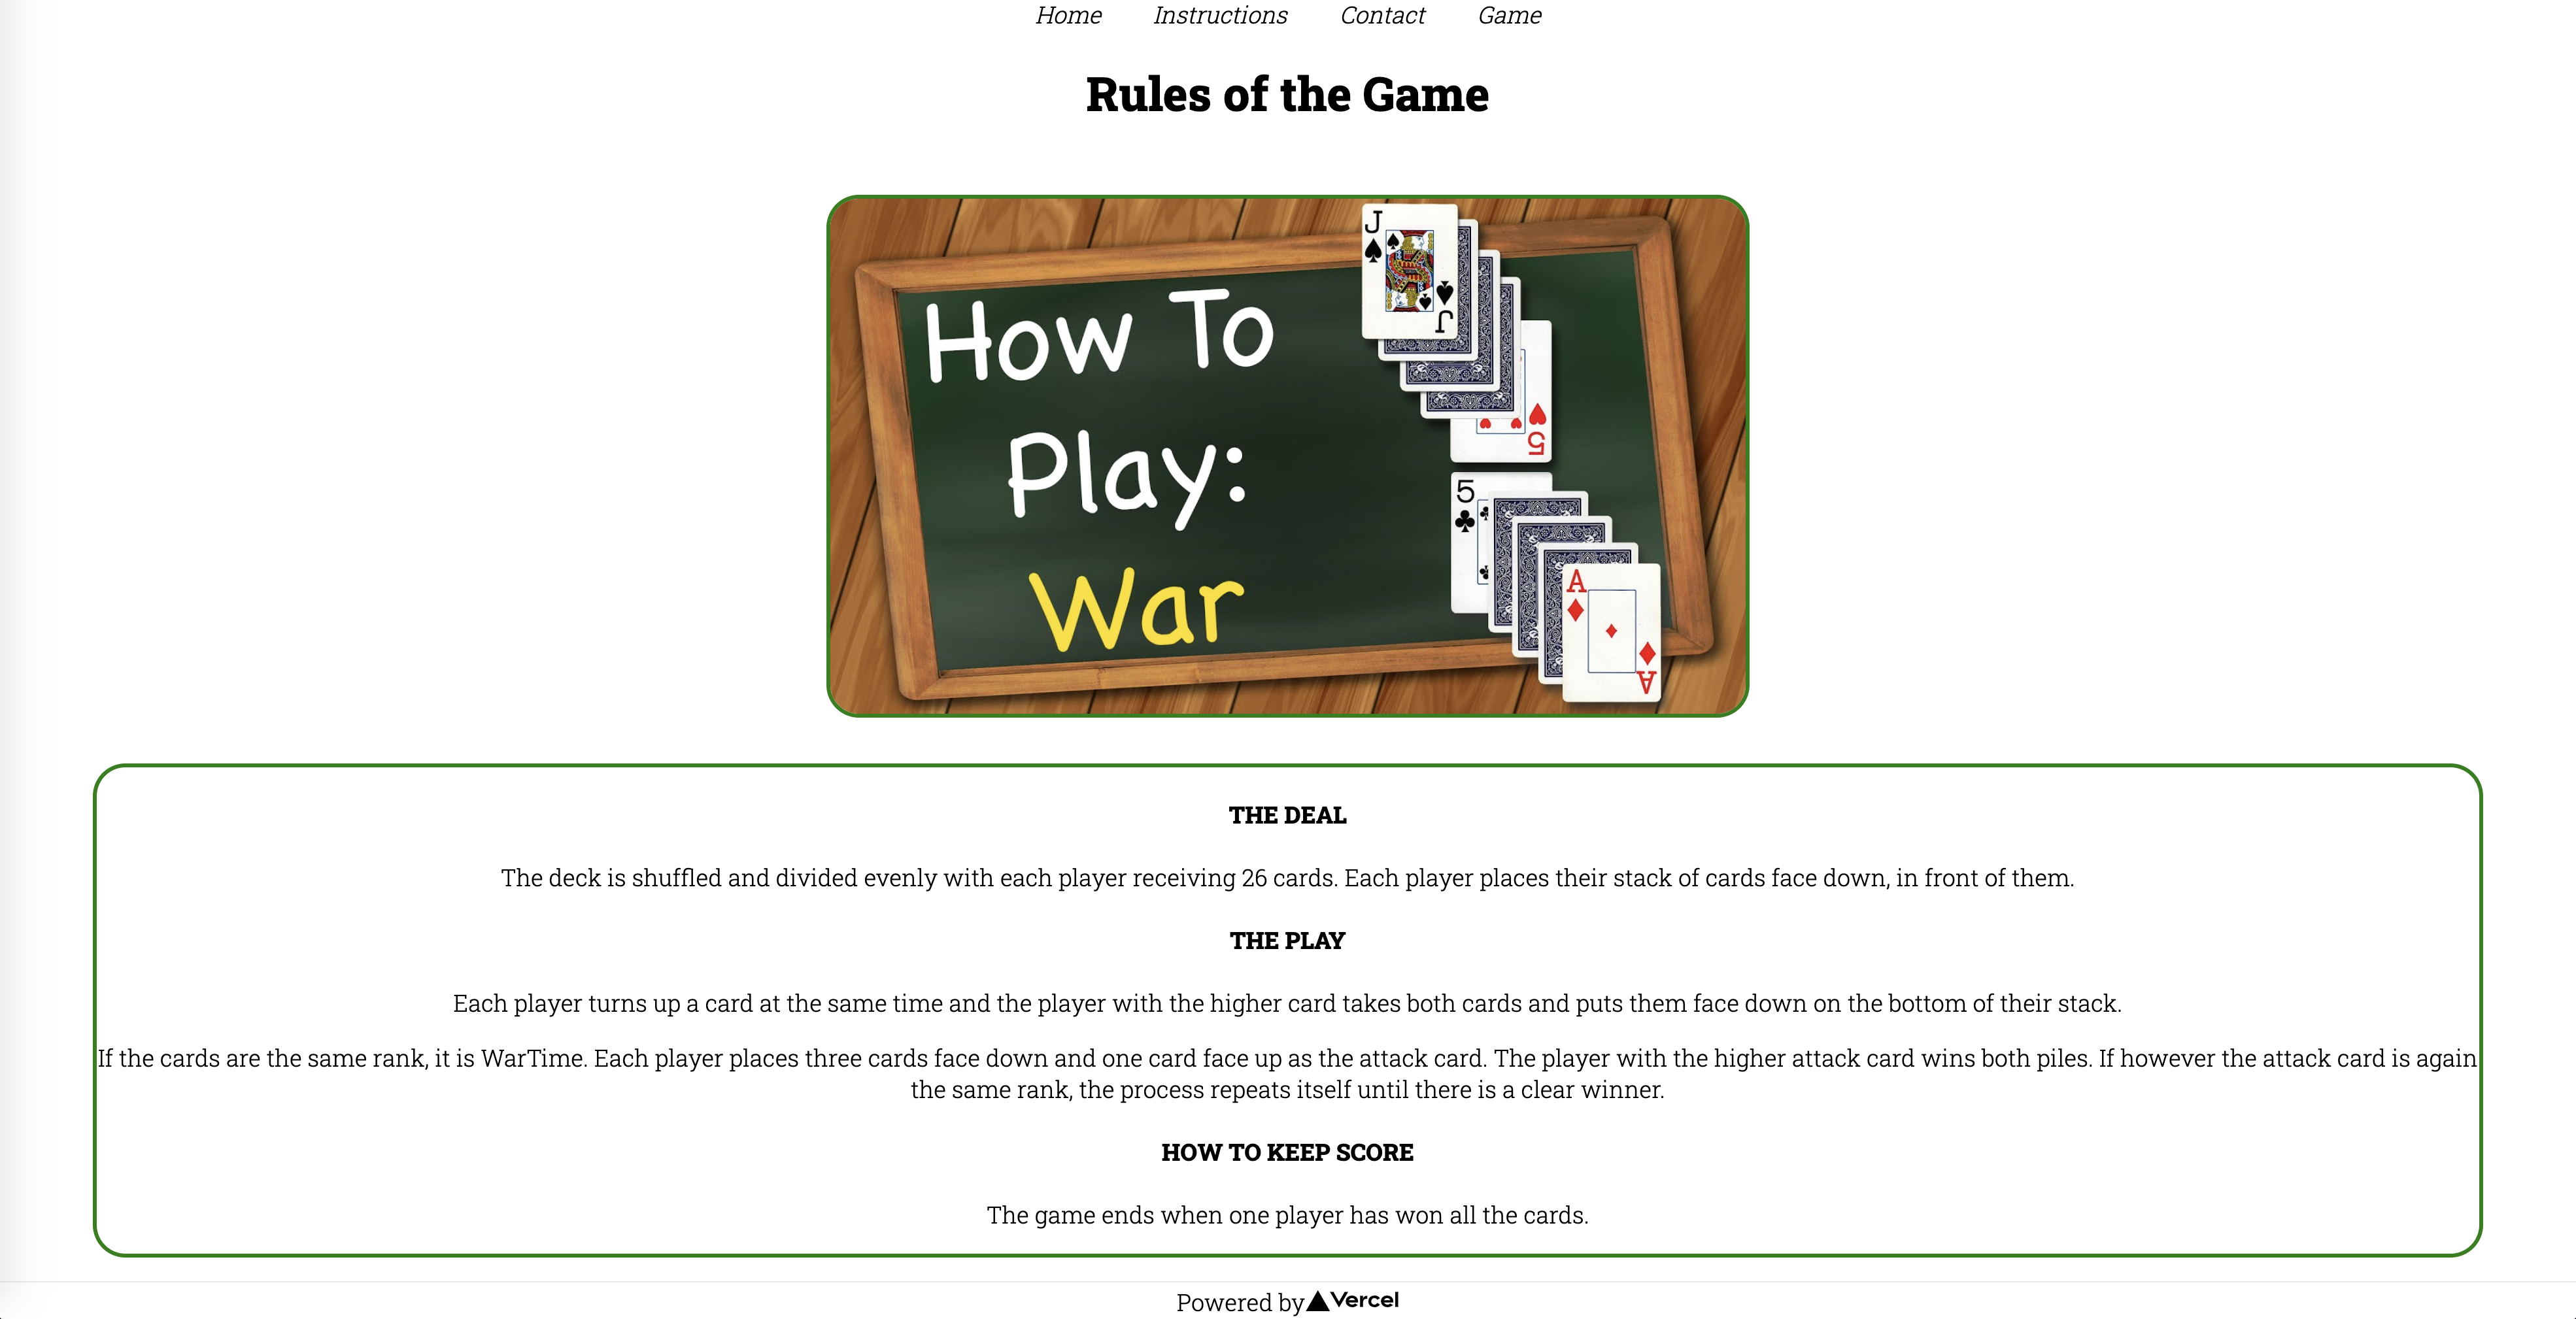 Home Instructions Contact Game
Rules of the Game
J
J
How To
5
Play:
5
A
War
A
THE DEAL
The deck is shuffled and divided evenly with each player receiving 26 cards. Each player places their stack of cards face down, in front of them.
THE PLAY
Each player turns up a card at the same time and the player with the higher card takes both cards and puts them face down on the bottom of their stack.
If the cards are the same rank, it is WarTime. Each player places three cards face down and one card face up as the attack card. The player with the higher attack card wins both piles. If however the attack card is again
the same rank, the process repeats itself until there is a clear winner.
HOW TO KEEP SCORE
The game ends when one player has won all the cards.
Powered by Vercel